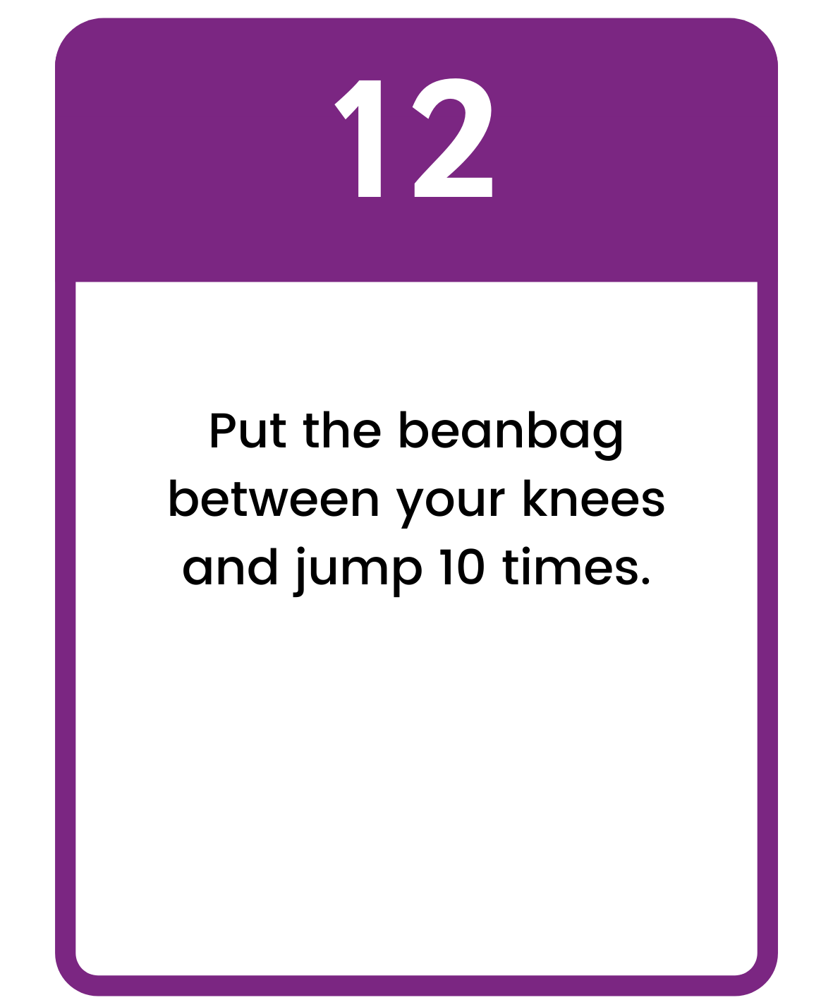 12
Put the beanbag
between your knees
and jump 10 times.